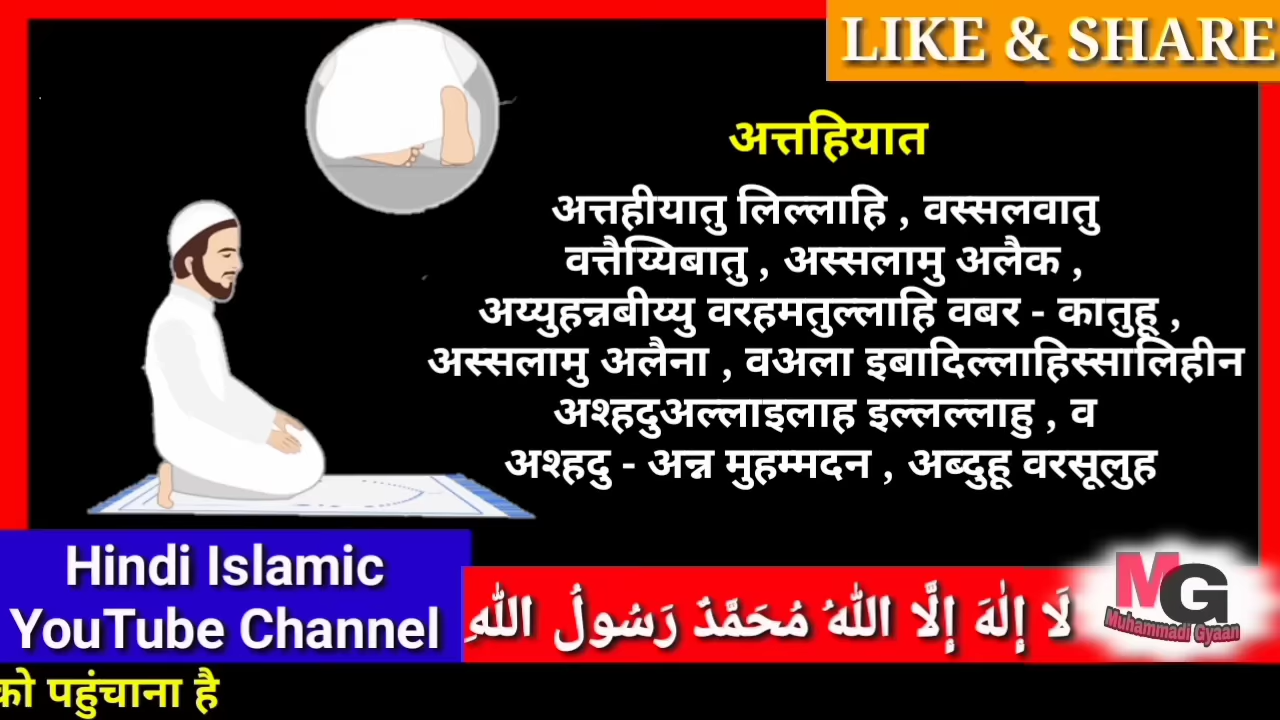 LIKE & SHARE
अत्तहियात
अत्तहीयातु लिल्लाहि , वस्सलवातु
वत्तैय्यिबातु , अस्सलामु अलैक ,
अय्युहन्नबीय्यु वरहमतुल्लाहि वबर - कातुहू ,
अस्सलामु अलैना , वअला इबादिल्लाहिस्सालिहीन
अश्हदुअल्लाइलाह इल्लल्लाहु , व
अश्हदु - अन्न मुहम्मदन , अब्दुहू वरसूलुह
Hindi Islamic
YouTube Channel
لَا إِلٰهَ إِلَّا اللّٰهُ مُحَمَّدٌ رَسُولُ اللّٰهِ
MG
Muhammadi Gyaan
को पहुंचाना है